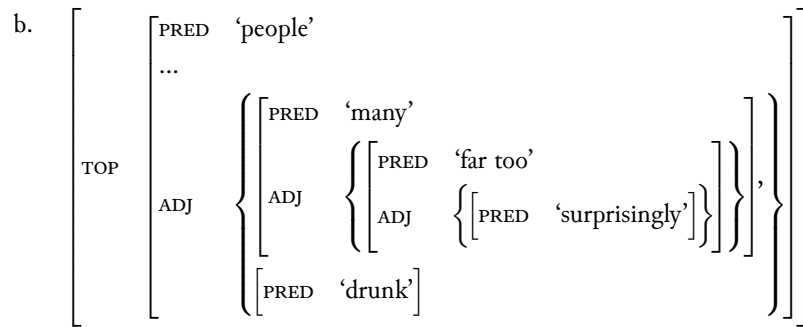 b.
PRED ‘people’
...
PRED ‘many’
PRED ‘far too’
TOP
ADJ
ADJ
ADJ
PRED ‘surprisingly’
,
PRED ‘drunk’